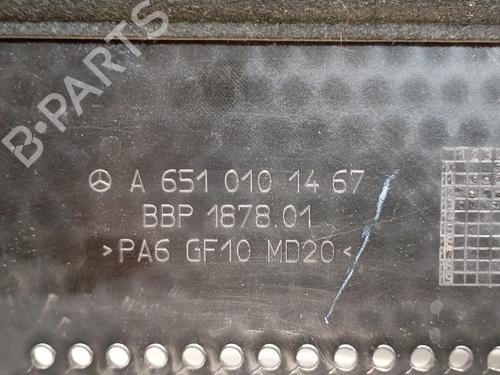 B-PARTS
A 651 010 14 67
BBP 1878.01
>PA6 GF10 MD20<